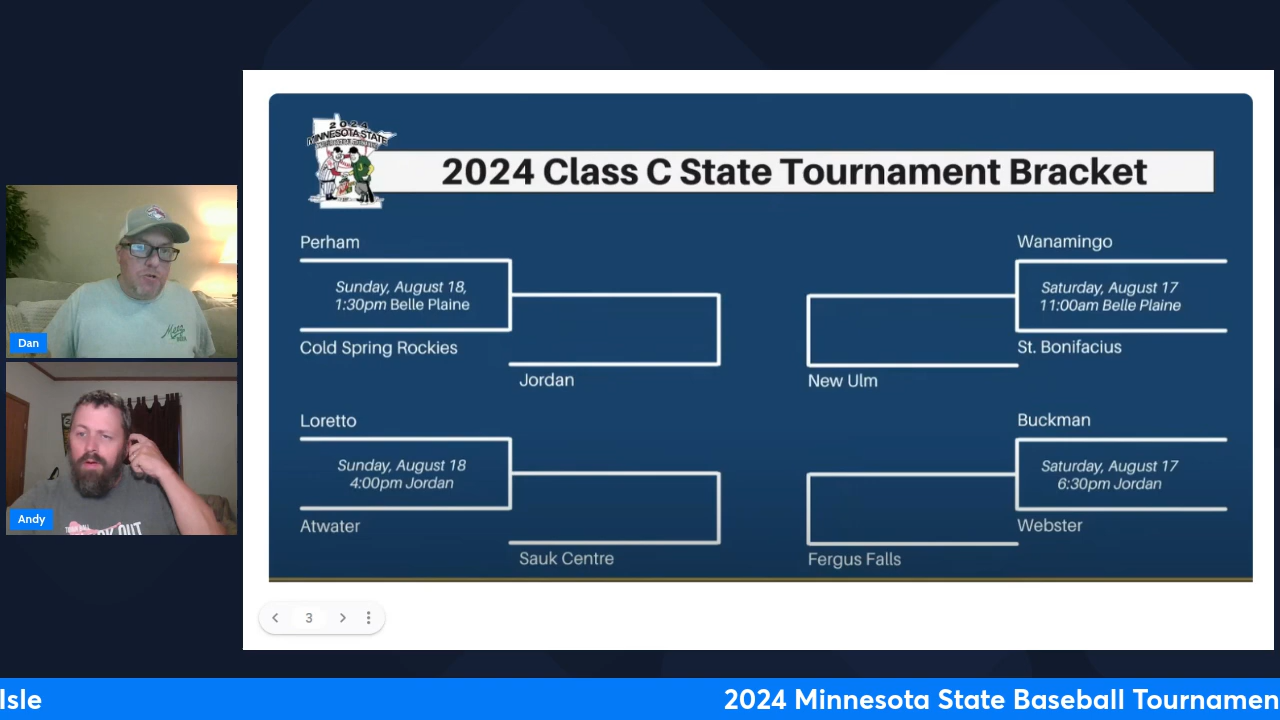 2024
MINNESOTA STATE
2024 Class C State Tournament Bracket
Perham
Sunday, August 18,
1:30pm Belle Plaine
Cold Spring Rockies
Jordan
Loretto
Sunday, August 18
4:00pm Jordan
Atwater
Sauk Centre
Wanamingo
Saturday, August 17
11:00am Belle Plaine
St. Bonifacius
New Ulm
Buckman
Saturday, August 17
6:30pm Jordan
Webster
Fergus Falls
3
Dan
Andy
Isle
2024 Minnesota State Baseball Tournamen